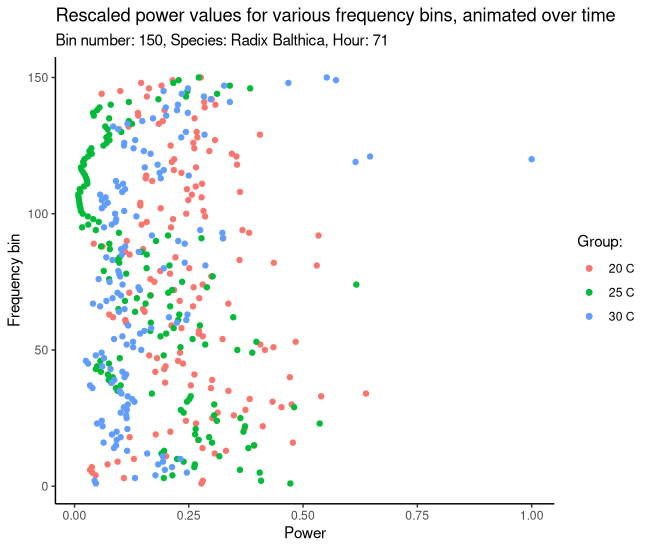 Rescaled power values for various frequency bins, animated over time
Bin number: 150, Species: Radix Balthica, Hour: 71
150
100
50
0
Frequency bin
0.00 0.25 0.50 0.75 1.00
Power
Group:
20 C
25 C
30 C